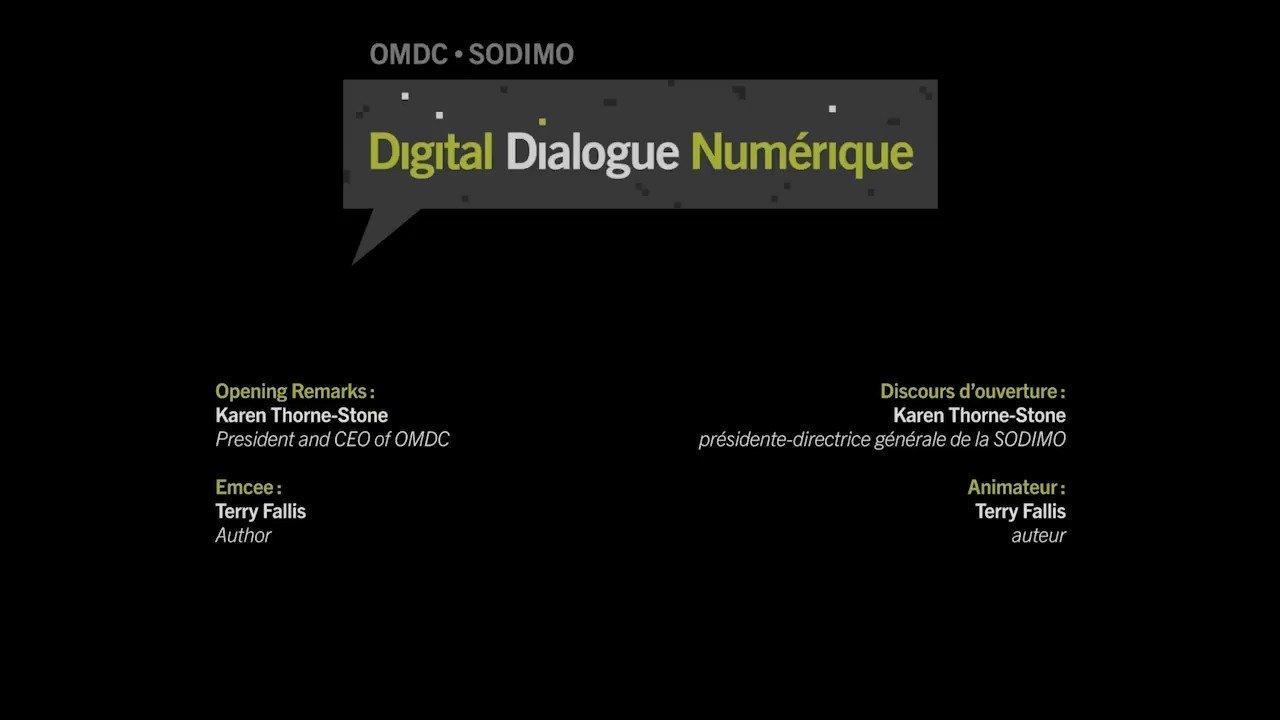 OMDC • SODIMO
Digital Dialogue Numérique
Opening Remarks :
Karen Thorne-Stone
President and CEO of OMDC
Emcee :
Terry Fallis
Author
Discours d’ouverture :
Karen Thorne-Stone
présidente-directrice générale de la SODIMO
Animateur :
Terry Fallis
auteur